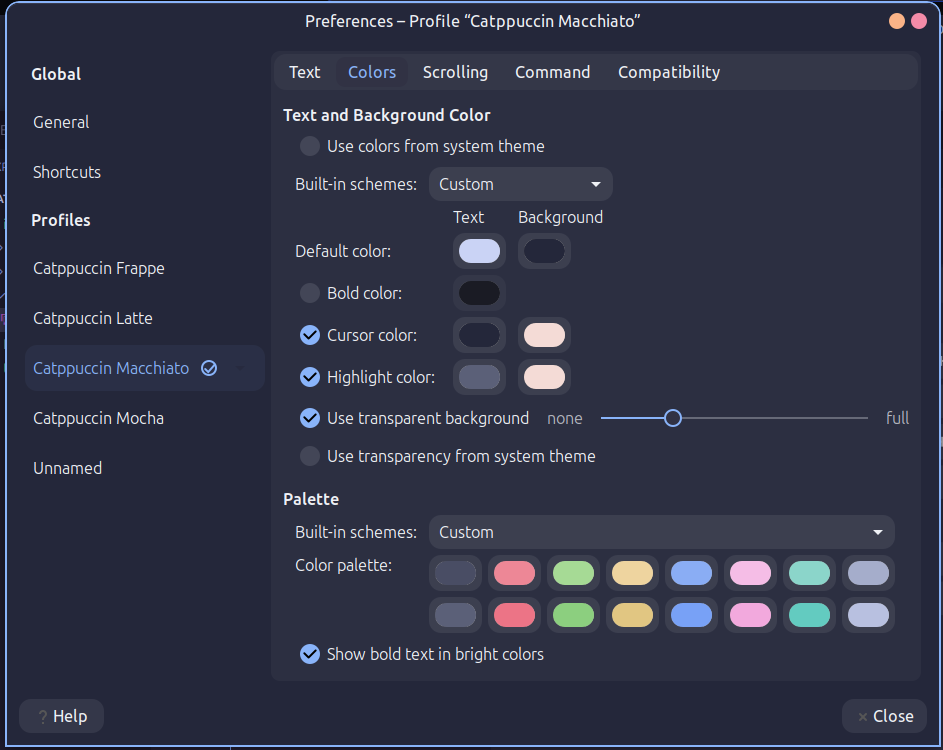 Preferences – Profile “Catppuccin Macchiato”
Global
General
Shortcuts
Profiles
Catppuccin Frappe
Catppuccin Latte
Catppuccin Macchiato
Catppuccin Mocha
Unnamed
Text Colors Scrolling Command Compatibility
Text and Background Color
Use colors from system theme
Built-in schemes: Custom
Text Background
Default color:
Bold color:
Cursor color:
Highlight color:
Use transparent background none full
Use transparency from system theme
Palette
Built-in schemes: Custom
Color palette:
Show bold text in bright colors
? Help
× Close